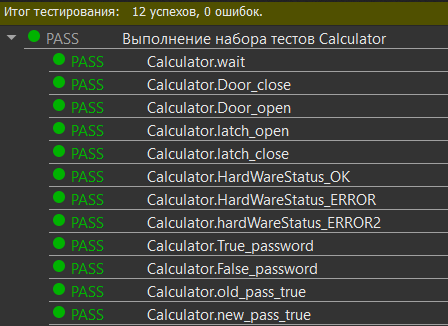 Итог тестирования: 12 успехов, 0 ошибок.
PASS Выполнение набора тестов Calculator
PASS Calculator.wait
PASS Calculator.Door_close
PASS Calculator.Door_open
PASS Calculator.latch_open
PASS Calculator.latch_close
PASS Calculator.HardWareStatus_OK
PASS Calculator.HardWareStatus_ERROR
PASS Calculator.hardWareStatus_ERROR2
PASS Calculator.True_password
PASS Calculator.False_password
PASS Calculator.old_pass_true
PASS Calculator.new_pass_true